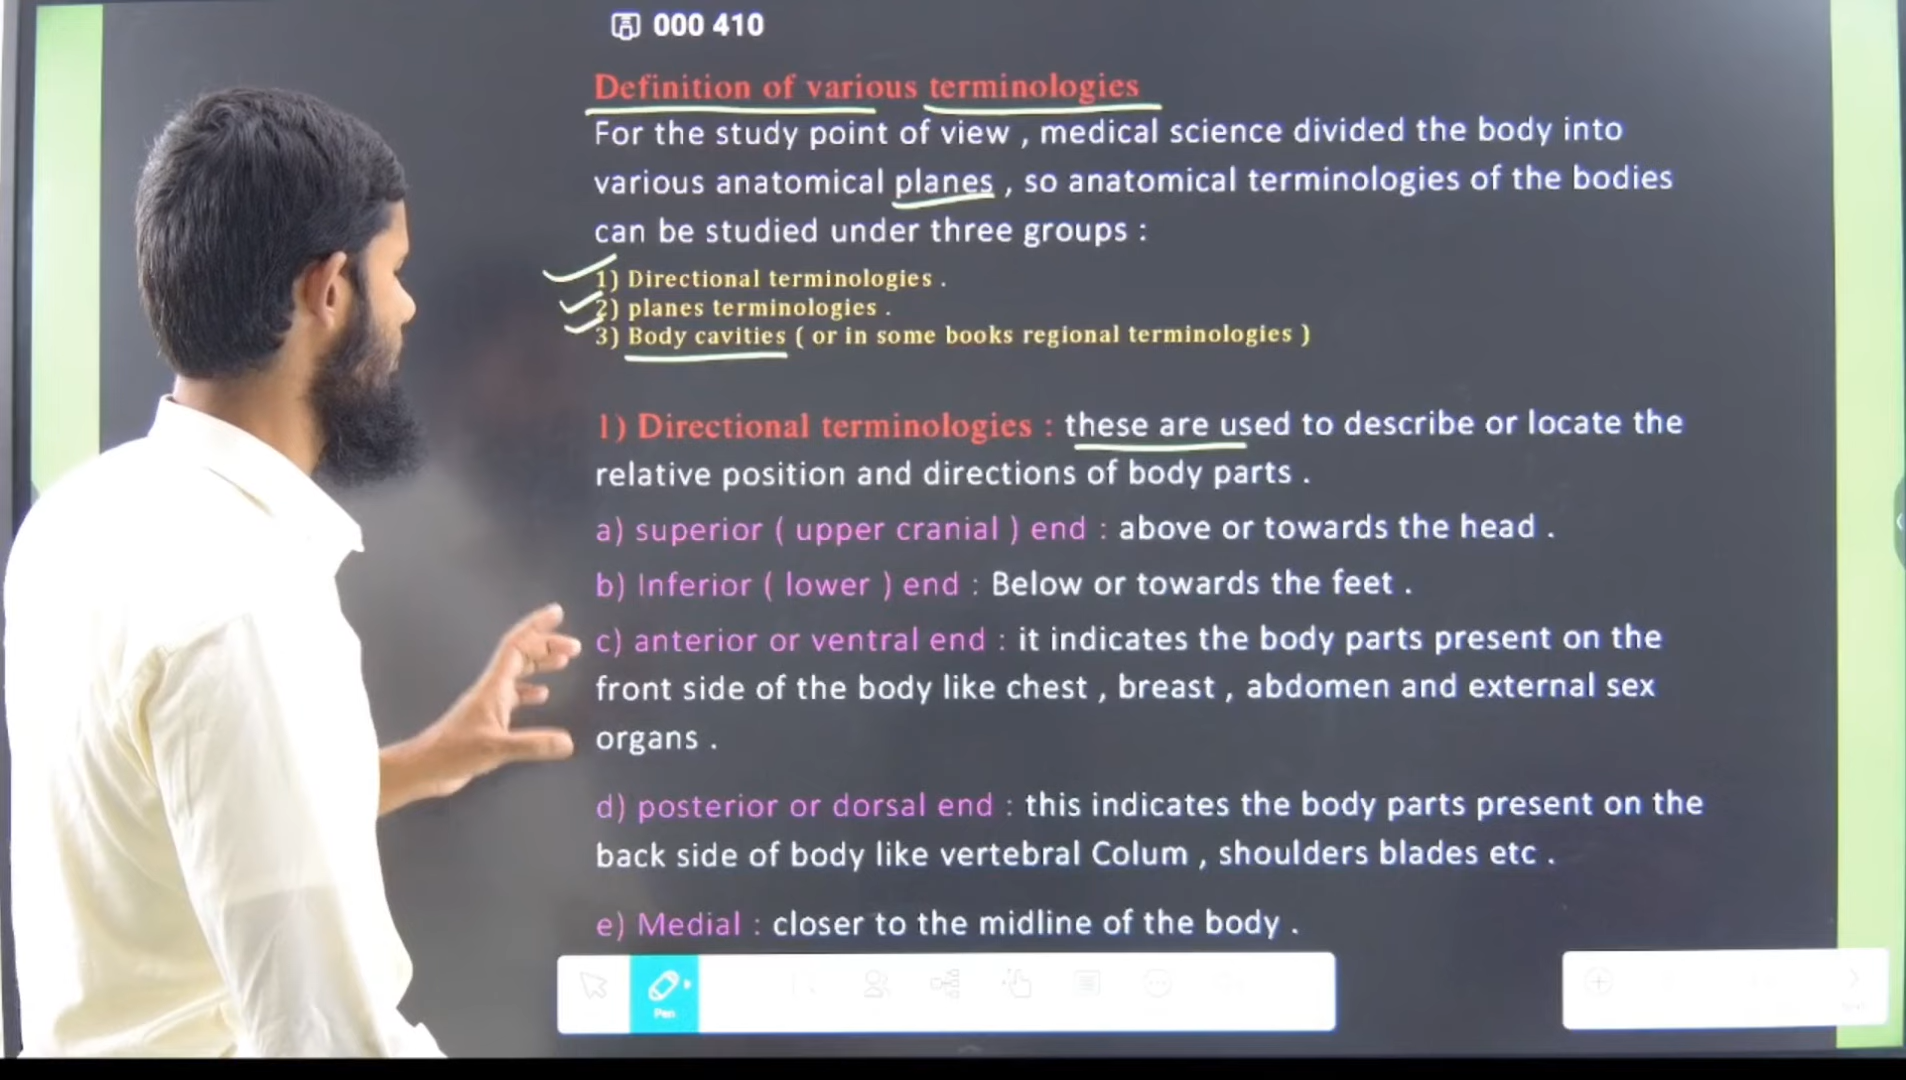 000 410
Definition of various terminologies
For the study point of view , medical science divided the body into
various anatomical planes , so anatomical terminologies of the bodies
can be studied under three groups :
1) Directional terminologies .
2) planes terminologies .
3) Body cavities ( or in some books regional terminologies )
1) Directional terminologies : these are used to describe or locate the
relative position and directions of body parts .
a) superior ( upper cranial ) end : above or towards the head .
b) Inferior ( lower ) end : Below or towards the feet .
c) anterior or ventral end : it indicates the body parts present on the
front side of the body like chest , breast , abdomen and external sex
organs .
d) posterior or dorsal end : this indicates the body parts present on the
back side of body like vertebral Colum , shoulders blades etc .
e) Medial : closer to the midline of the body .
Pen